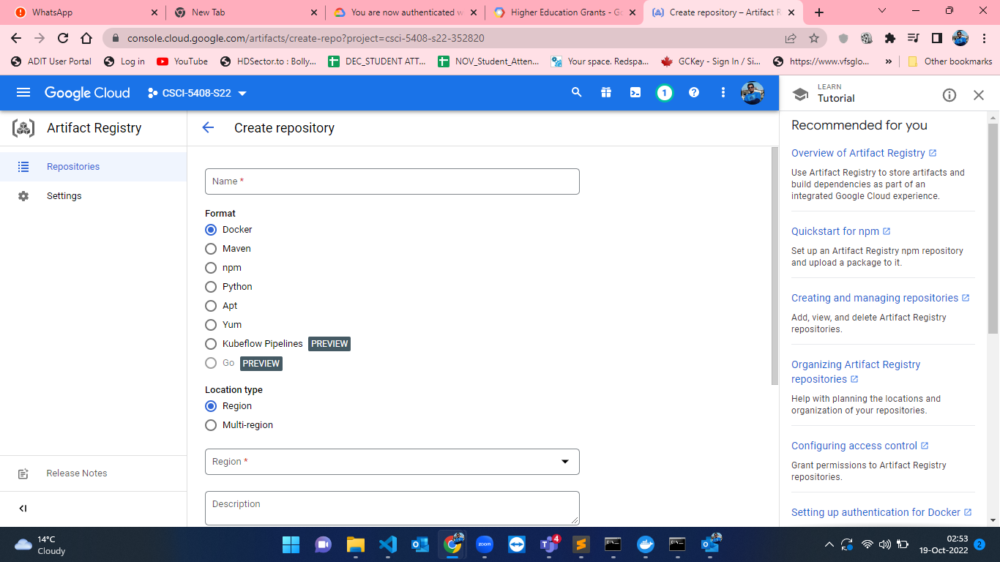 WhatsApp
New Tab
You are now authenticated w
Higher Education Grants - Go
Create repository – Artifact R
console.cloud.google.com/artifacts/create-repo?project=csci-5408-s22-352820
ADIT User Portal
Log in
YouTube
HDSector.to : Bolly...
DEC_STUDENT ATT...
NOV_Student_Atten...
Your space. Redspa...
GCKey - Sign In / Si...
https://www.vfsglo...
»
Other bookmarks
Google Cloud
CSCI-5408-S22
1
LEARN
Tutorial
Artifact Registry
Repositories
Settings
Release Notes
Create repository
Name *
Format
Docker
Maven
npm
Python
Apt
Yum
Kubeflow Pipelines PREVIEW
Go PREVIEW
Location type
Region
Multi-region
Region *
Description
Recommended for you
Overview of Artifact Registry
Use Artifact Registry to store artifacts and
build dependencies as part of an
integrated Google Cloud experience.
Quickstart for npm
Set up an Artifact Registry npm repository
and upload a package to it.
Creating and managing repositories
Add, view, and delete Artifact Registry
repositories.
Organizing Artifact Registry
repositories
Help with planning the locations and
organization of your repositories.
Configuring access control
Grant permissions to Artifact Registry
repositories.
Setting up authentication for Docker
14°C
Cloudy
zoom
4
02:53
19-Oct-2022
2